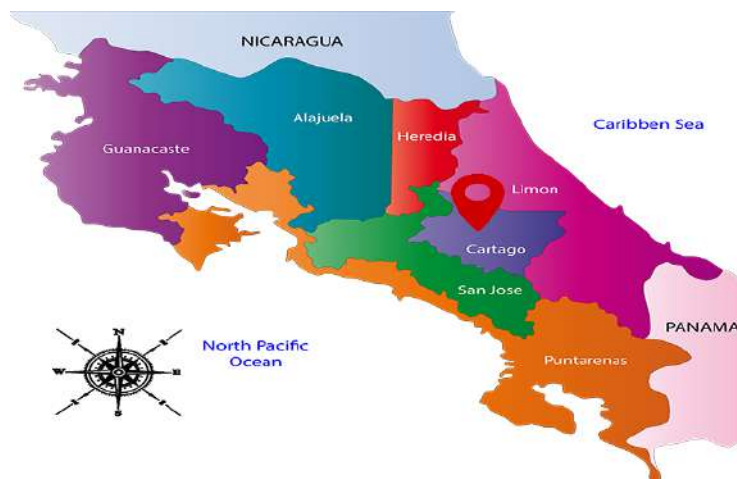 NICARAGUA
Caribben Sea
Alajuela
Heredia
Guanacaste
Limon
Cartago
San Jose
PANAMA
North Pacific
Ocean
Puntarenas
N
W
E
S